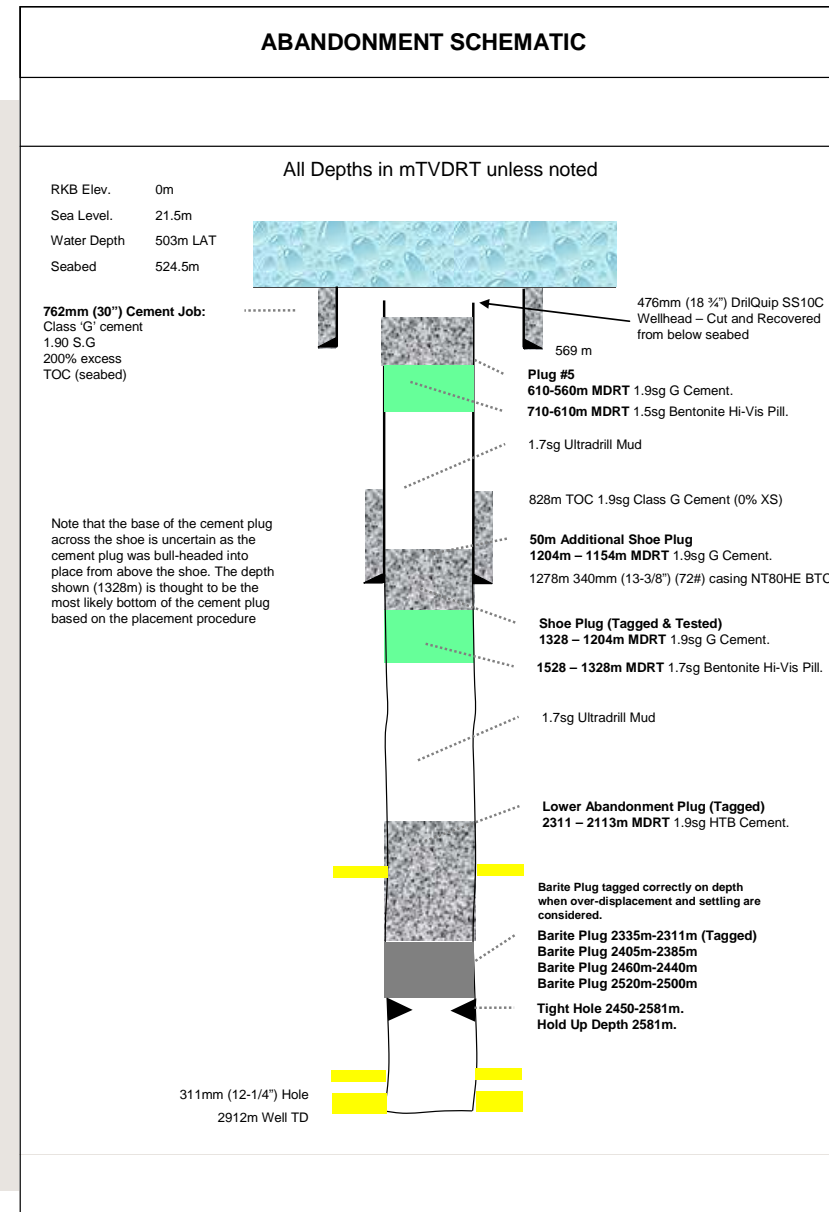 ABANDONMENT SCHEMATIC
All Depths in mTVDRT unless noted
RKB Elev. 0m
Sea Level. 21.5m
Water Depth 503m LAT
Seabed 524.5m
762mm (30”) Cement Job:
Class ‘G’ cement
1.90 S.G
200% excess
TOC (seabed)
476mm (18 ¾”) DrilQuip SS10C
Wellhead – Cut and Recovered
from below seabed
569 m
Plug #5
610-560m MDRT 1.9sg G Cement.
710-610m MDRT 1.5sg Bentonite Hi-Vis Pill.
1.7sg Ultradrill Mud
828m TOC 1.9sg Class G Cement (0% XS)
Note that the base of the cement plug
across the shoe is uncertain as the
cement plug was bull-headed into
place from above the shoe. The depth
shown (1328m) is thought to be the
most likely bottom of the cement plug
based on the placement procedure
50m Additional Shoe Plug
1204m – 1154m MDRT 1.9sg G Cement.
1278m 340mm (13-3/8”) (72#) casing NT80HE BTC
Shoe Plug (Tagged & Tested)
1328 – 1204m MDRT 1.9sg G Cement.
1528 – 1328m MDRT 1.7sg Bentonite Hi-Vis Pill.
1.7sg Ultradrill Mud
Lower Abandonment Plug (Tagged)
2311 – 2113m MDRT 1.9sg HTB Cement.
Barite Plug tagged correctly on depth
when over-displacement and settling are
considered.
Barite Plug 2335m-2311m (Tagged)
Barite Plug 2405m-2385m
Barite Plug 2460m-2440m
Barite Plug 2520m-2500m
Tight Hole 2450-2581m.
Hold Up Depth 2581m.
311mm (12-1/4”) Hole
2912m Well TD